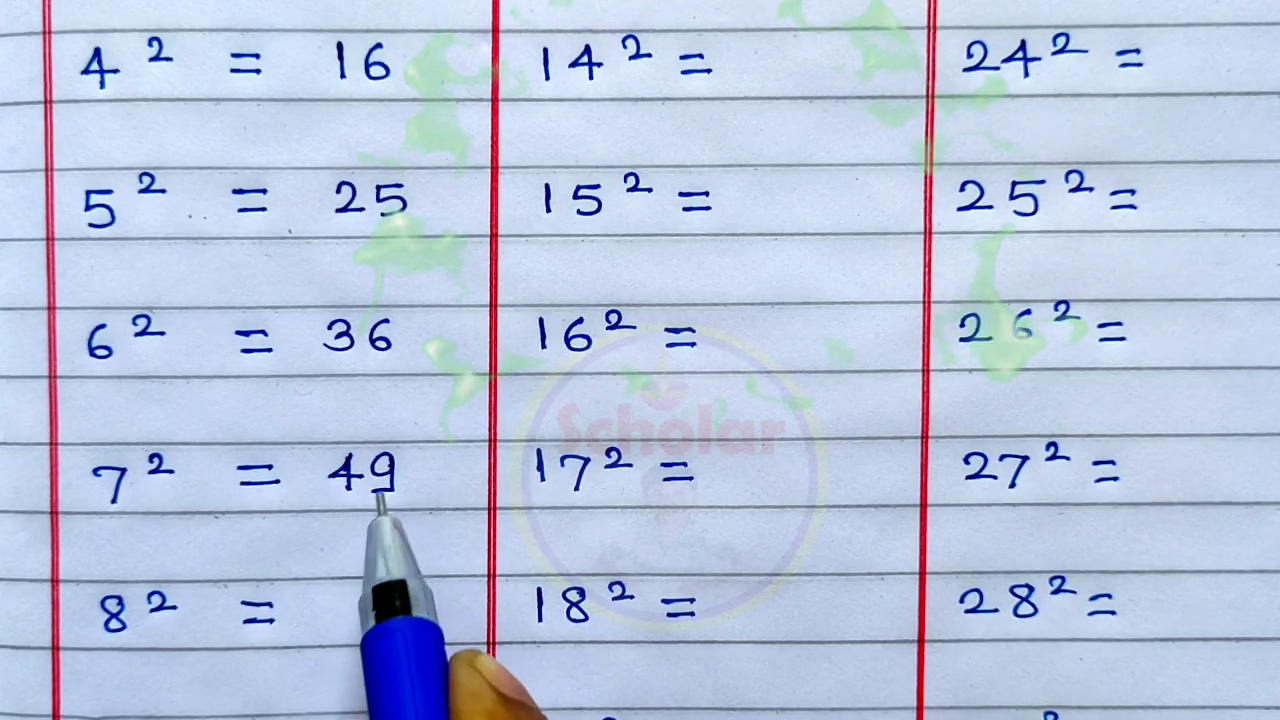 4² = 16 14² = 24² =
5² = 25 15² = 25² =
6² = 36 16² = 26² =
Scholar
7² = 49 17² = 27² =
8² = 18² = 28² =